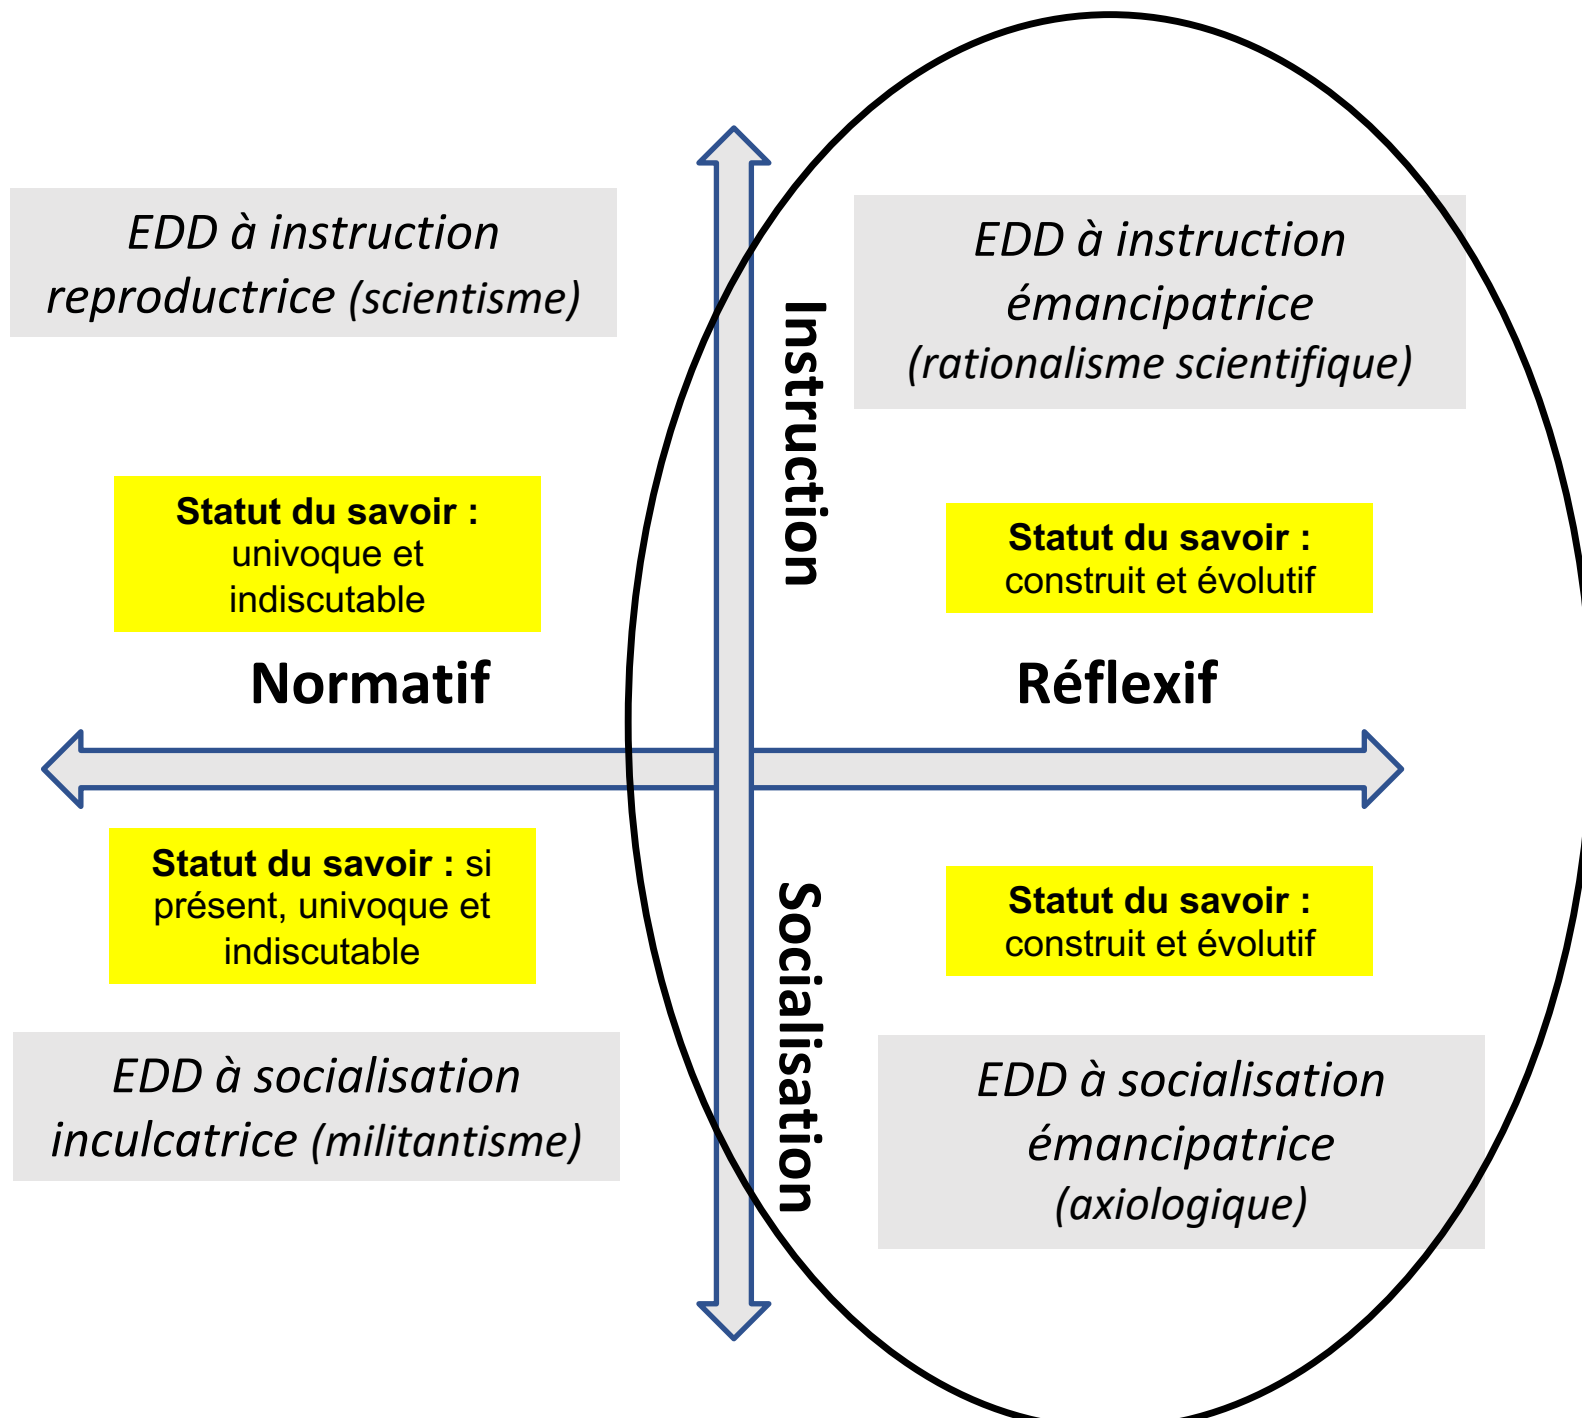 EDD à instruction
reproductrice (scientisme)
EDD à instruction
émancipatrice
(rationalisme scientifique)
Instruction
Statut du savoir :
univoque et
indiscutable
Statut du savoir :
construit et évolutif
Normatif
Réflexif
Statut du savoir : si
présent, univoque et
indiscutable
Socialisation
Statut du savoir :
construit et évolutif
EDD à socialisation
inculcatrice (militantisme)
EDD à socialisation
émancipatrice
(axiologique)